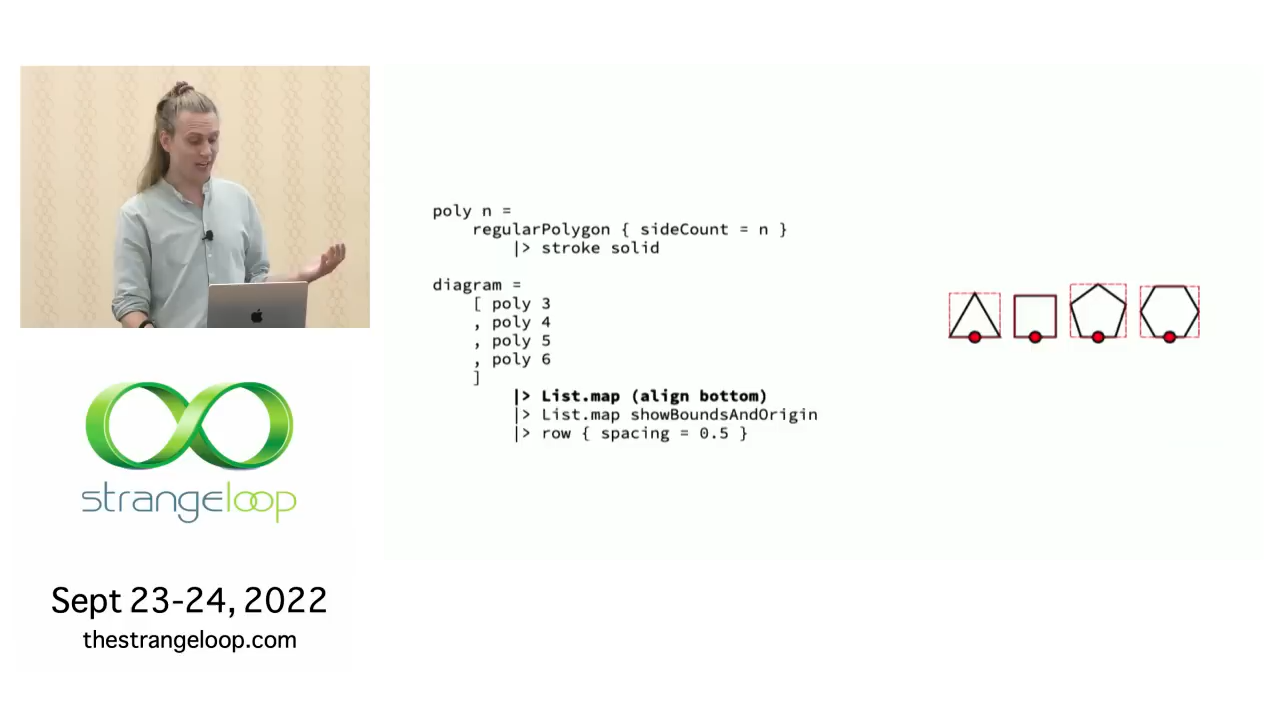 poly n =
regularPolygon { sideCount = n }
|> stroke solid
diagram =
[ poly 3
, poly 4
, poly 5
, poly 6
]
|> List.map (align bottom)
|> List.map showBoundsAndOrigin
|> row { spacing = 0.5 }
strangeloop
Sept 23-24, 2022
thestrangeloop.com